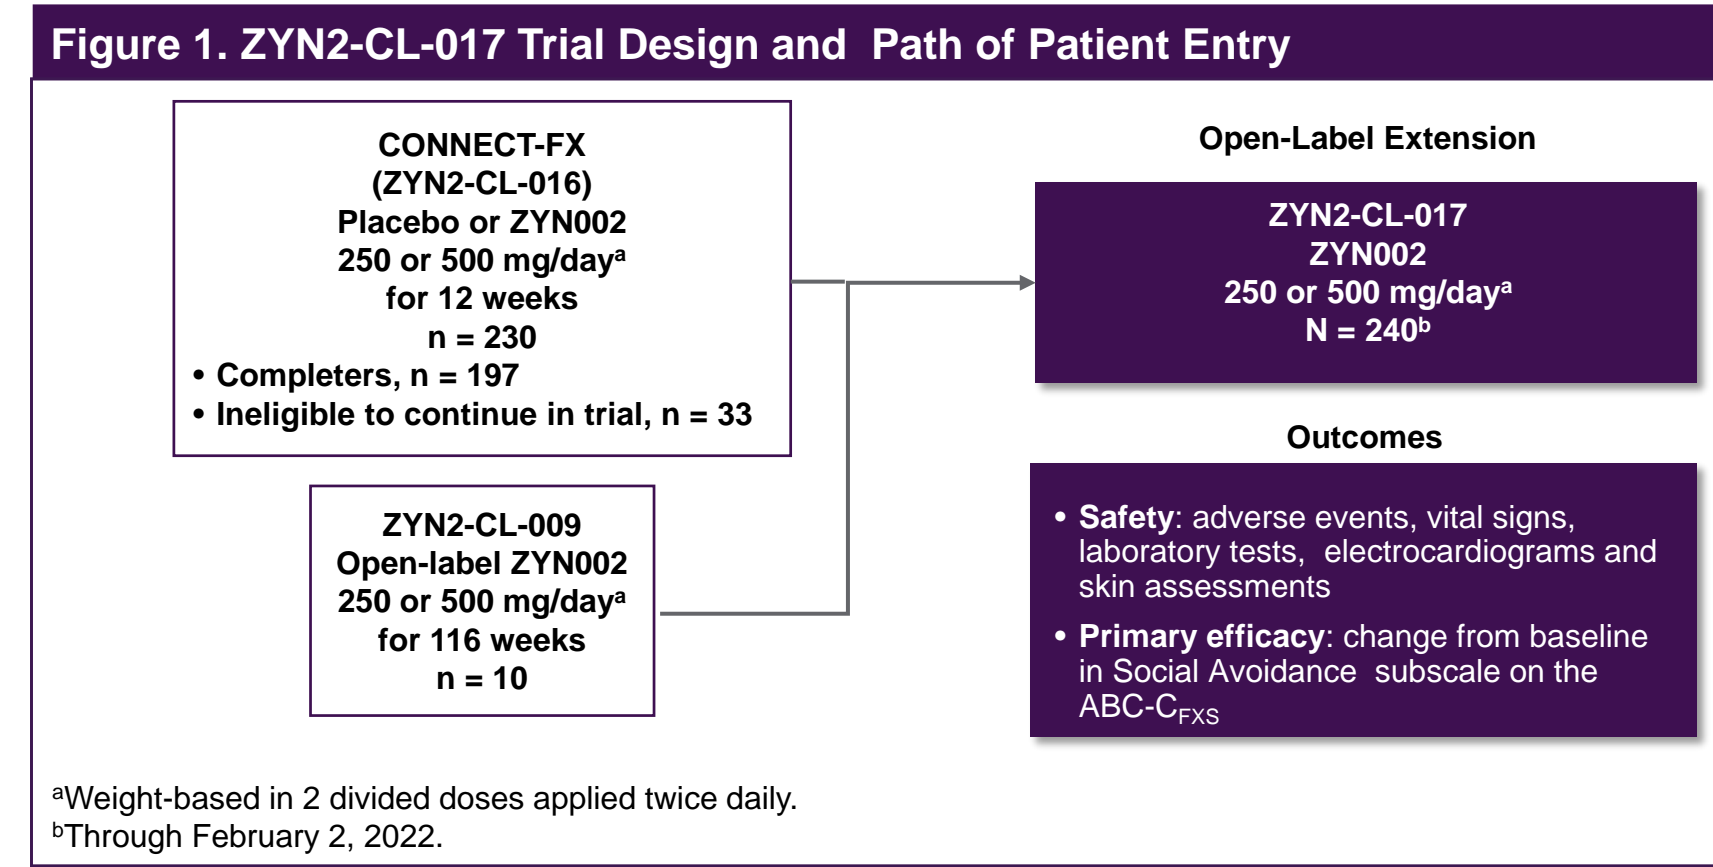 Figure 1. ZYN2-CL-017 Trial Design and Path of Patient Entry
CONNECT-FX
(ZYN2-CL-016)
Placebo or ZYN002
250 or 500 mg/dayᵃ
for 12 weeks
n = 230
• Completers, n = 197
• Ineligible to continue in trial, n = 33
ZYN2-CL-009
Open-label ZYN002
250 or 500 mg/dayᵃ
for 116 weeks
n = 10
Open-Label Extension
ZYN2-CL-017
ZYN002
250 or 500 mg/dayᵃ
N = 240ᵇ
Outcomes
• Safety: adverse events, vital signs,
laboratory tests, electrocardiograms and
skin assessments
• Primary efficacy: change from baseline
in Social Avoidance subscale on the
ABC-C_FXS
ᵃWeight-based in 2 divided doses applied twice daily.
ᵇThrough February 2, 2022.